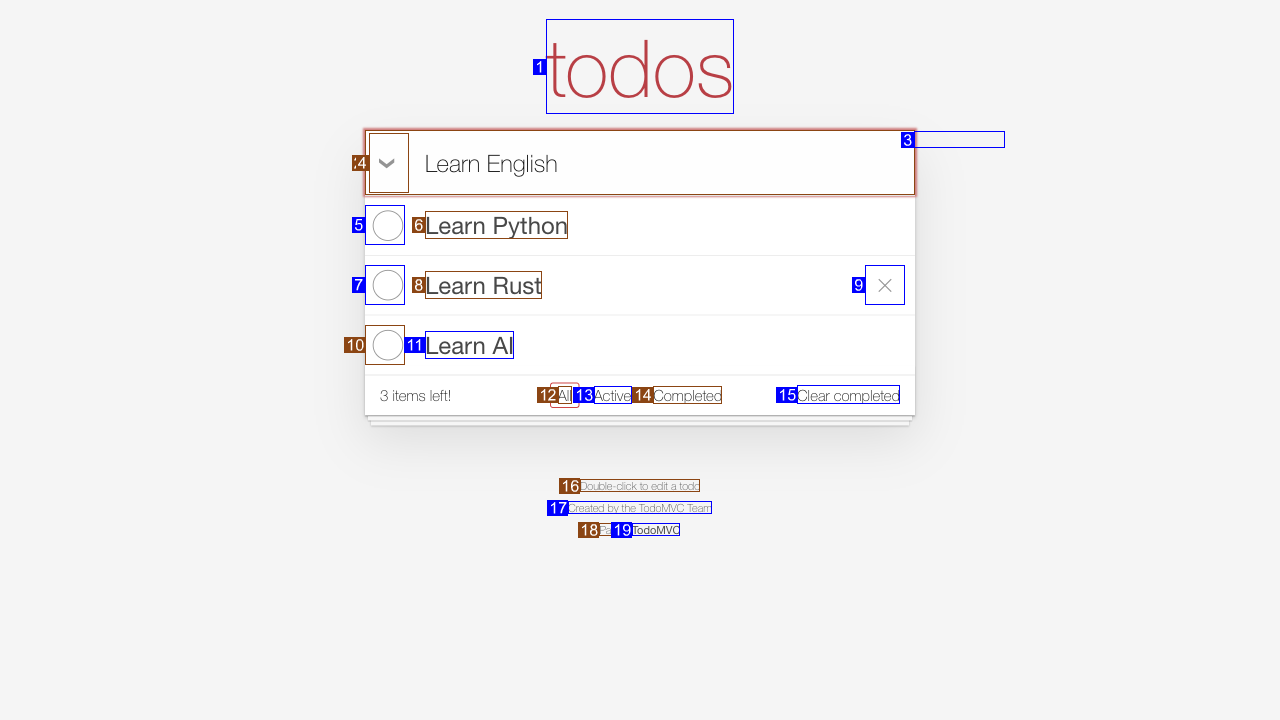 todos
1
3
4 Learn English
5 6 Learn Python
7 8 Learn Rust 9
10 11 Learn AI
3 items left! 12 All 13 Active 14 Completed 15 Clear completed
16 Double-click to edit a todo
17 Created by the TodoMVC Team
18 Pa 19 TodoMVC